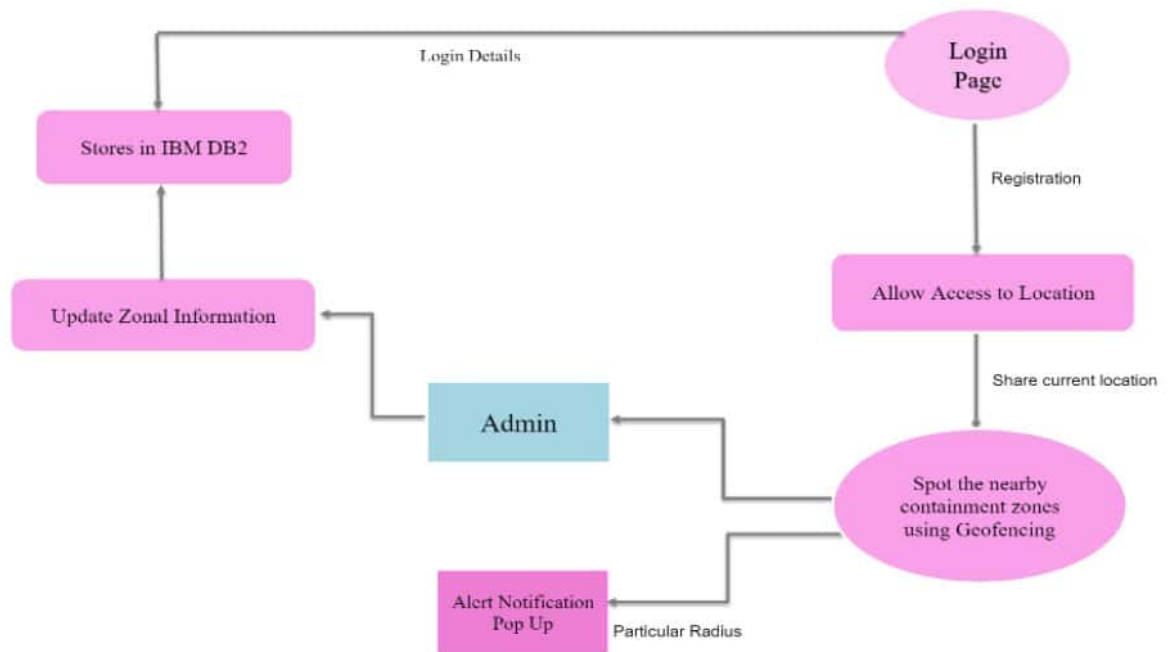 Login Details
Login
Page
Stores in IBM DB2
Registration
Update Zonal Information
Allow Access to Location
Share current location
Admin
Spot the nearby
containment zones
using Geofencing
Alert Notification
Pop Up
Particular Radius